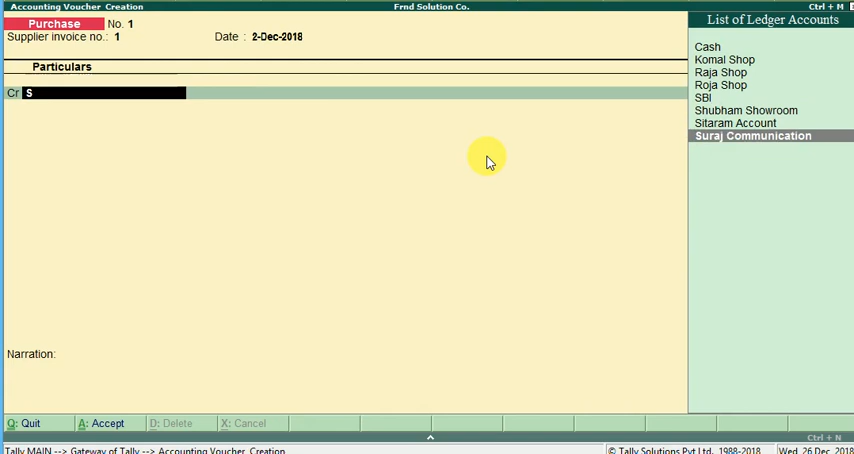 Accounting Voucher Creation Frnd Solution Co. Ctrl + M
Purchase No. 1
Supplier invoice no.: 1 Date : 2-Dec-2018
Particulars
Cr S
Narration:
List of Ledger Accounts
Cash
Komal Shop
Raja Shop
Roja Shop
SBI
Shubham Showroom
Sitaram Account
Suraj Communication
Q: Quit A: Accept D: Delete X: Cancel
Ctrl + N
Tally MAIN --> Gateway of Tally --> Accounting Voucher Creation © Tally Solutions Pvt Ltd., 1988-2018 Wed, 26 Dec, 2018